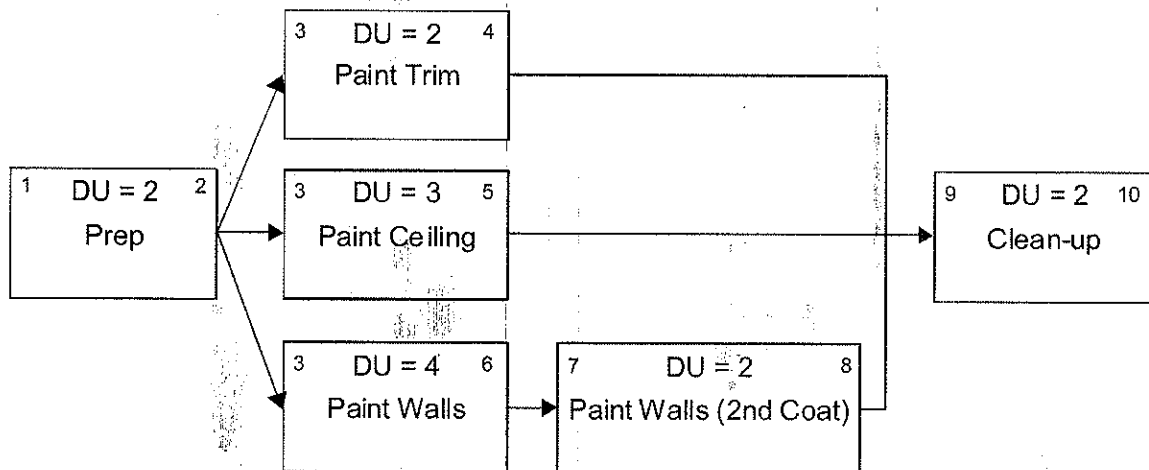 3 DU = 2 4
Paint Trim
1 DU = 2 2
Prep
3 DU = 3 5
Paint Ceiling
9 DU = 2 10
Clean-up
3 DU = 4 6
Paint Walls
7 DU = 2 8
Paint Walls (2nd Coat)